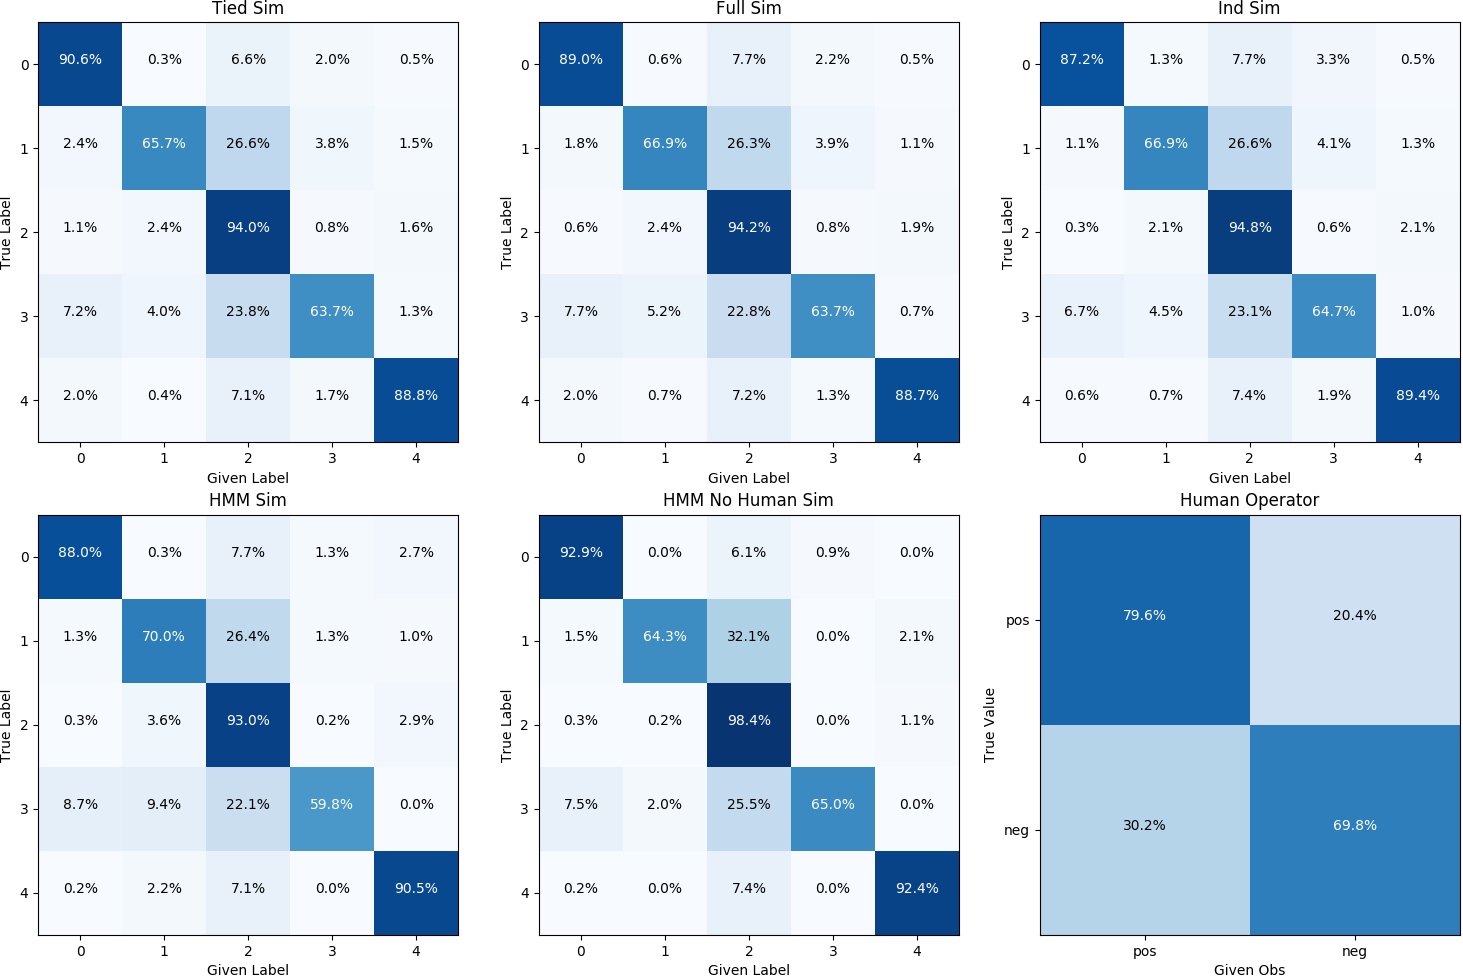 Tied Sim
0 90.6% 0.3% 6.6% 2.0% 0.5%
1 2.4% 65.7% 26.6% 3.8% 1.5%
2 1.1% 2.4% 94.0% 0.8% 1.6%
3 7.2% 4.0% 23.8% 63.7% 1.3%
4 2.0% 0.4% 7.1% 1.7% 88.8%
True Label
0 1 2 3 4
Given Label
Full Sim
0 89.0% 0.6% 7.7% 2.2% 0.5%
1 1.8% 66.9% 26.3% 3.9% 1.1%
2 0.6% 2.4% 94.2% 0.8% 1.9%
3 7.7% 5.2% 22.8% 63.7% 0.7%
4 2.0% 0.7% 7.2% 1.3% 88.7%
True Label
0 1 2 3 4
Given Label
Ind Sim
0 87.2% 1.3% 7.7% 3.3% 0.5%
1 1.1% 66.9% 26.6% 4.1% 1.3%
2 0.3% 2.1% 94.8% 0.6% 2.1%
3 6.7% 4.5% 23.1% 64.7% 1.0%
4 0.6% 0.7% 7.4% 1.9% 89.4%
True Label
0 1 2 3 4
Given Label
HMM Sim
0 88.0% 0.3% 7.7% 1.3% 2.7%
1 1.3% 70.0% 26.4% 1.3% 1.0%
2 0.3% 3.6% 93.0% 0.2% 2.9%
3 8.7% 9.4% 22.1% 59.8% 0.0%
4 0.2% 2.2% 7.1% 0.0% 90.5%
True Label
0 1 2 3 4
Given Label
HMM No Human Sim
0 92.9% 0.0% 6.1% 0.9% 0.0%
1 1.5% 64.3% 32.1% 0.0% 2.1%
2 0.3% 0.2% 98.4% 0.0% 1.1%
3 7.5% 2.0% 25.5% 65.0% 0.0%
4 0.2% 0.0% 7.4% 0.0% 92.4%
True Label
0 1 2 3 4
Given Label
Human Operator
pos 79.6% 20.4%
neg 30.2% 69.8%
True Value
pos neg
Given Obs